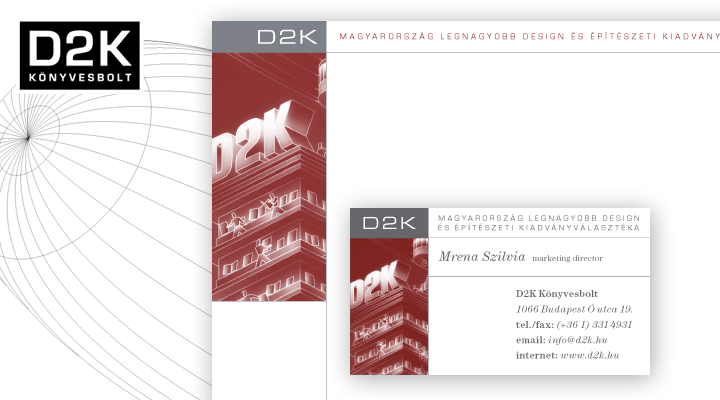 D2K
KÖNYVESBOLT
D2K
MAGYARORSZÁG LEGNAGYOBB DESIGN ÉS ÉPÍTÉSZETI KIADVÁNY
D2K
D2K
MAGYARORSZÁG LEGNAGYOBB DESIGN
ÉS ÉPÍTÉSZETI KIADVÁNYVÁLASZTÉKA
D2K
Mrena Szilvia marketing director
D2K Könyvesbolt
1066 Budapest Ó utca 19.
tel./fax: (+36 1) 331 4931
email: info@d2k.hu
internet: www.d2k.hu